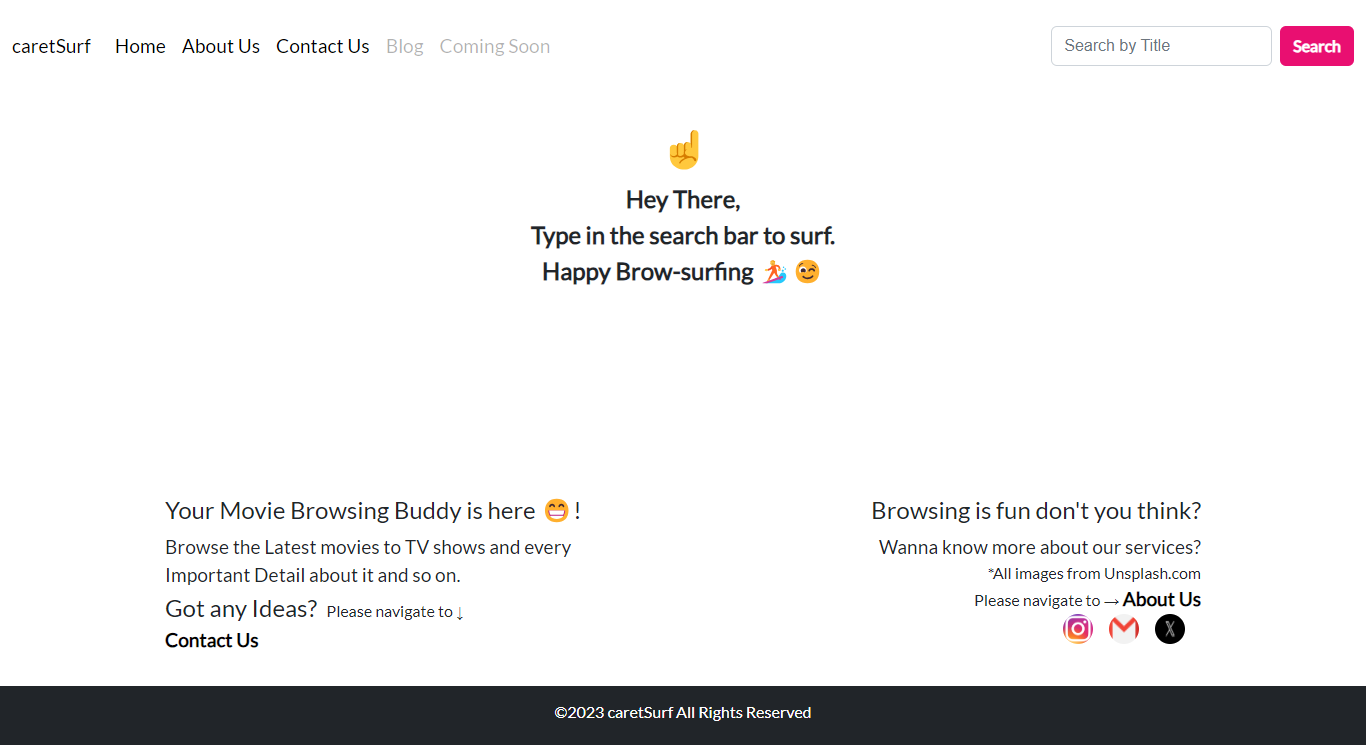 caretSurf Home About Us Contact Us Blog Coming Soon Search by Title Search
☝
Hey There,
Type in the search bar to surf.
Happy Brow-surfing 🏄 😉
Your Movie Browsing Buddy is here 😁 !
Browse the Latest movies to TV shows and every
Important Detail about it and so on.
Got any Ideas? Please navigate to ↓
Contact Us
Browsing is fun don't you think?
Wanna know more about our services?
*All images from Unsplash.com
Please navigate to → About Us
©2023 caretSurf All Rights Reserved